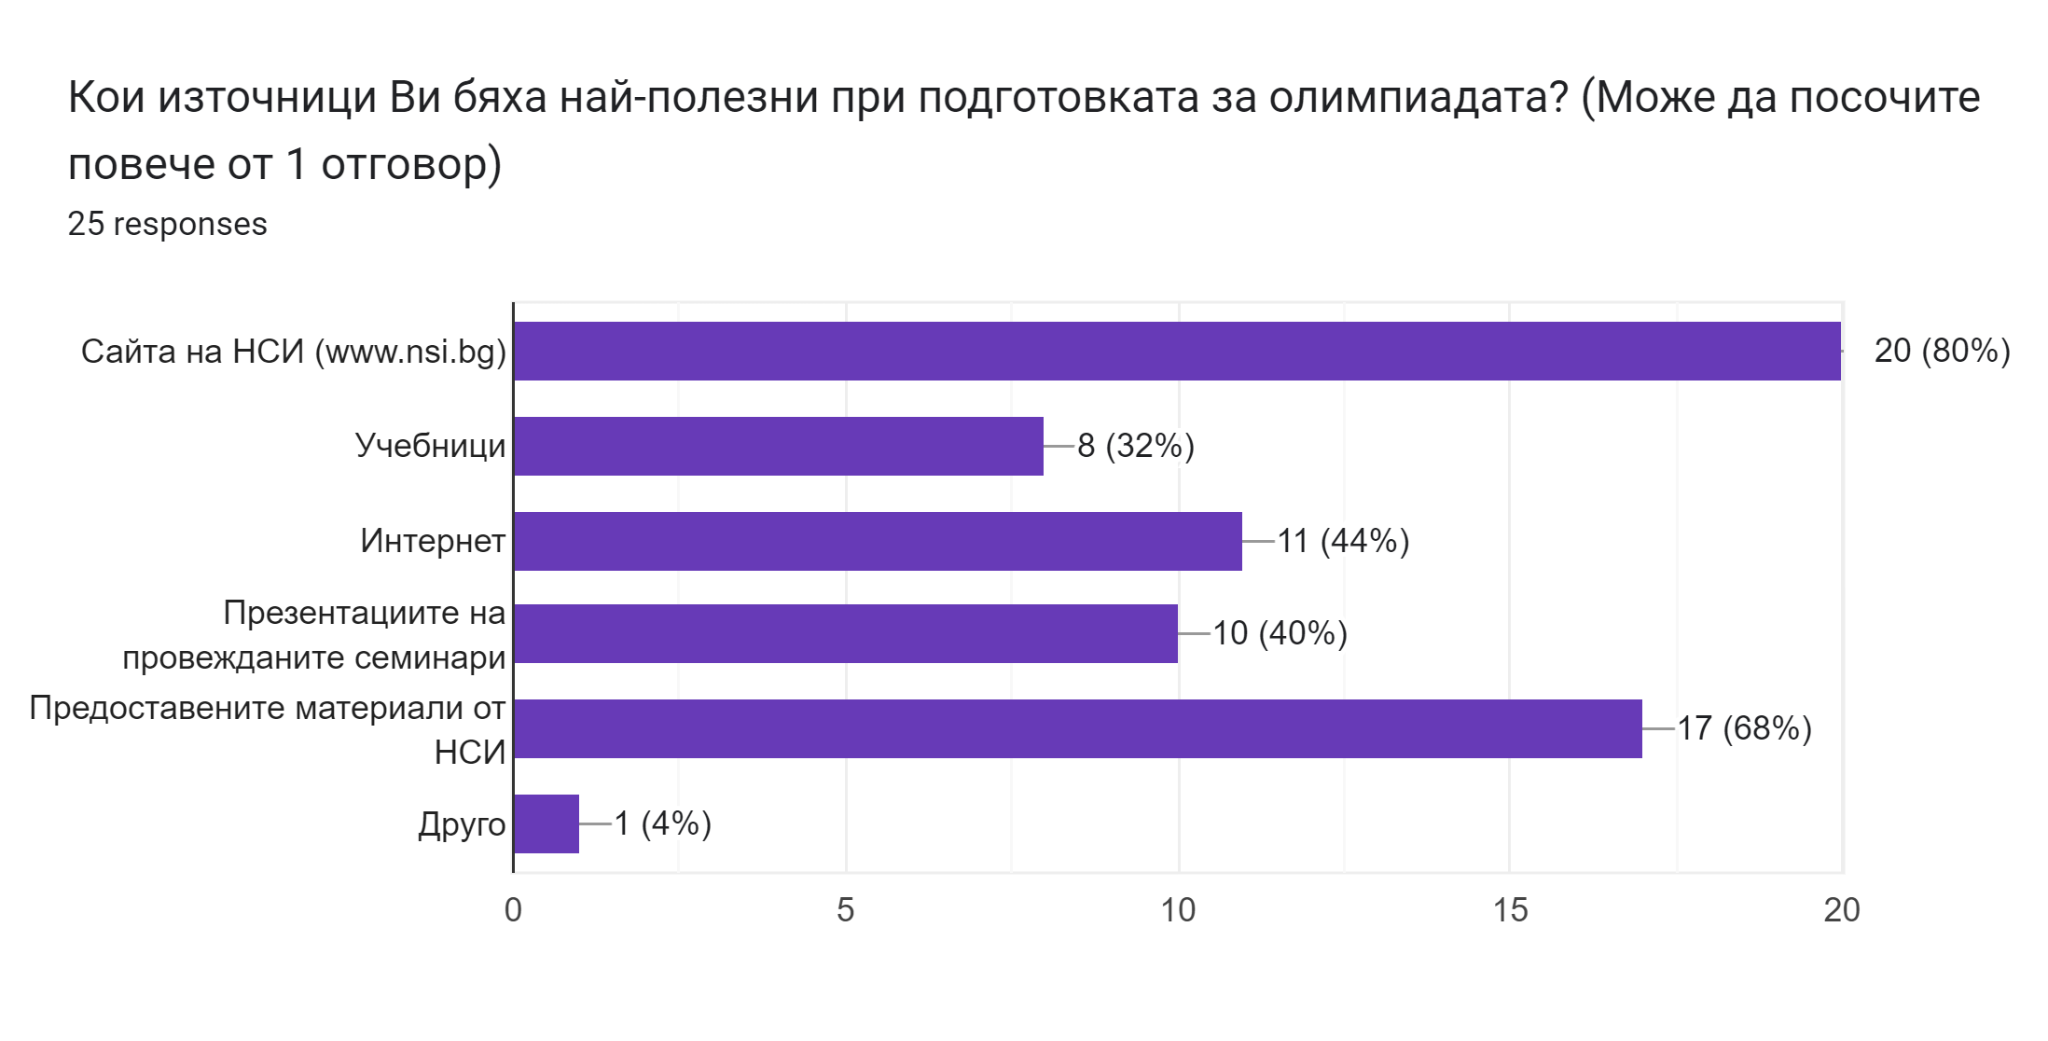 Кои източници Ви бяха най-полезни при подготовката за олимпиадата? (Може да посочите
повече от 1 отговор)
25 responses
Сайта на НСИ (www.nsi.bg)
20 (80%)
Учебници
8 (32%)
Интернет
11 (44%)
Презентациите на
провежданите семинари
10 (40%)
Предоставените материали от
НСИ
17 (68%)
Друго
1 (4%)
0 5 10 15 20